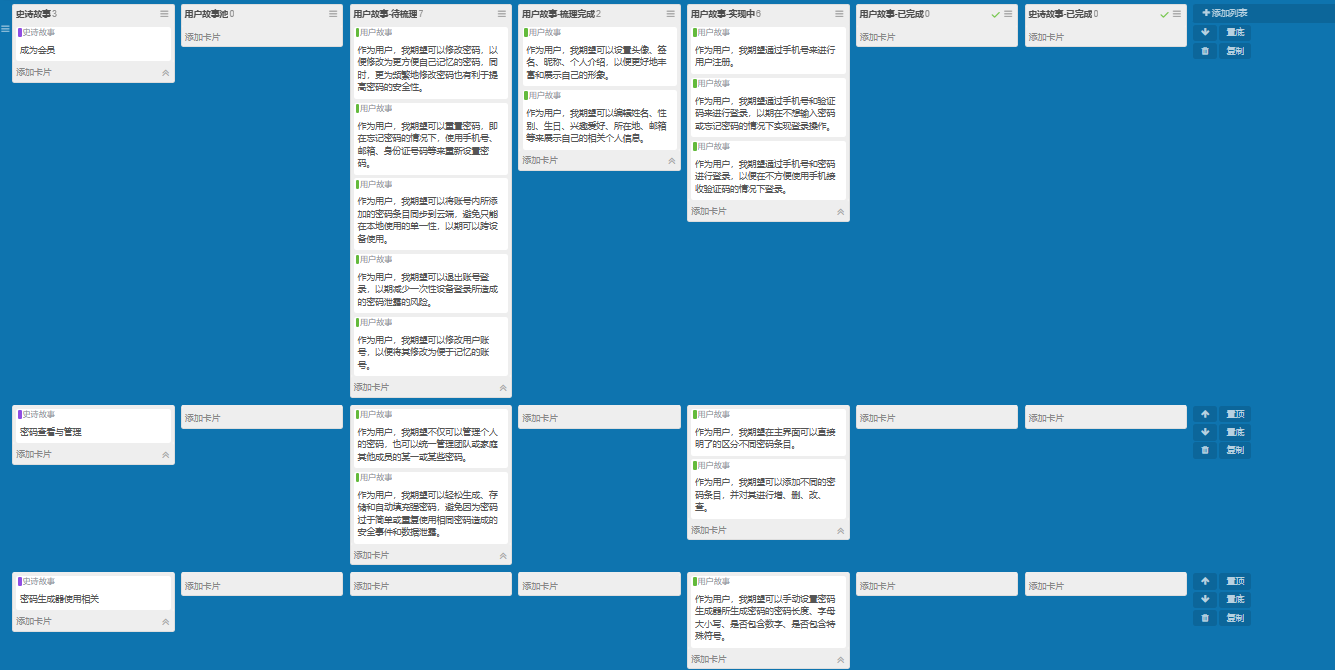 史诗故事 3
史诗故事
成为会员
添加卡片
用户故事池 0
添加卡片
用户故事-待梳理 7
用户故事
作为用户，我期望可以修改密码，以
便修改为更方便自己记忆的密码，同
时，更为频繁地修改密码也有利于提
高密码的安全性。
用户故事
作为用户，我期望可以重置密码，即
在忘记密码的情况下，使用手机号、
邮箱、身份证号码等来重新设置密
码。
用户故事
作为用户，我期望可以将账号内所添
加的密码条目同步到云端，避免只能
在本地使用的单一性，以期可以跨设
备使用。
用户故事
作为用户，我期望可以退出账号登
录，以期减少一次性设备登录所造成
的密码泄露的风险。
用户故事
作为用户，我期望可以修改用户账
号，以便将其修改为便于记忆的账
号。
添加卡片
用户故事-梳理完成 2
用户故事
作为用户，我期望可以设置头像、签
名、昵称、个人介绍，以便更好地丰
富和展示自己的形象。
用户故事
作为用户，我期望可以编辑姓名、性
别、生日、兴趣爱好、所在地、邮箱
等来展示自己的相关个人信息。
添加卡片
用户故事-实现中 6
用户故事
作为用户，我期望通过手机号来进行
用户注册。
用户故事
作为用户，我期望通过手机号和验证
码来进行登录，以期在不想输入密码
或忘记密码的情况下实现登录操作。
用户故事
作为用户，我期望通过手机号和密码
进行登录，以便在不方便使用手机接
收验证码的情况下登录。
添加卡片
用户故事-已完成 0
添加卡片
史诗故事-已完成 0
添加卡片
添加列表
置底
复制
史诗故事
密码查看与管理
添加卡片
添加卡片
用户故事
作为用户，我期望不仅可以管理个人
的密码，也可以统一管理团队或家庭
其他成员的某一或某些密码。
用户故事
作为用户，我期望可以轻松生成、存
储和自动填充强密码，避免因为密码
过于简单或重复使用相同密码造成的
安全事件和数据泄露。
添加卡片
添加卡片
用户故事
作为用户，我期望在主界面可以直接
明了的区分不同密码条目。
用户故事
作为用户，我期望可以添加不同的密
码条目，并对其进行增、删、改、
查。
添加卡片
添加卡片
添加卡片
置顶
置底
复制
史诗故事
密码生成器使用相关
添加卡片
添加卡片
添加卡片
添加卡片
用户故事
作为用户，我期望可以手动设置密码
生成器所生成密码的密码长度、字母
大小写、是否包含数字、是否包含特
殊符号。
添加卡片
添加卡片
添加卡片
置顶
置底
复制